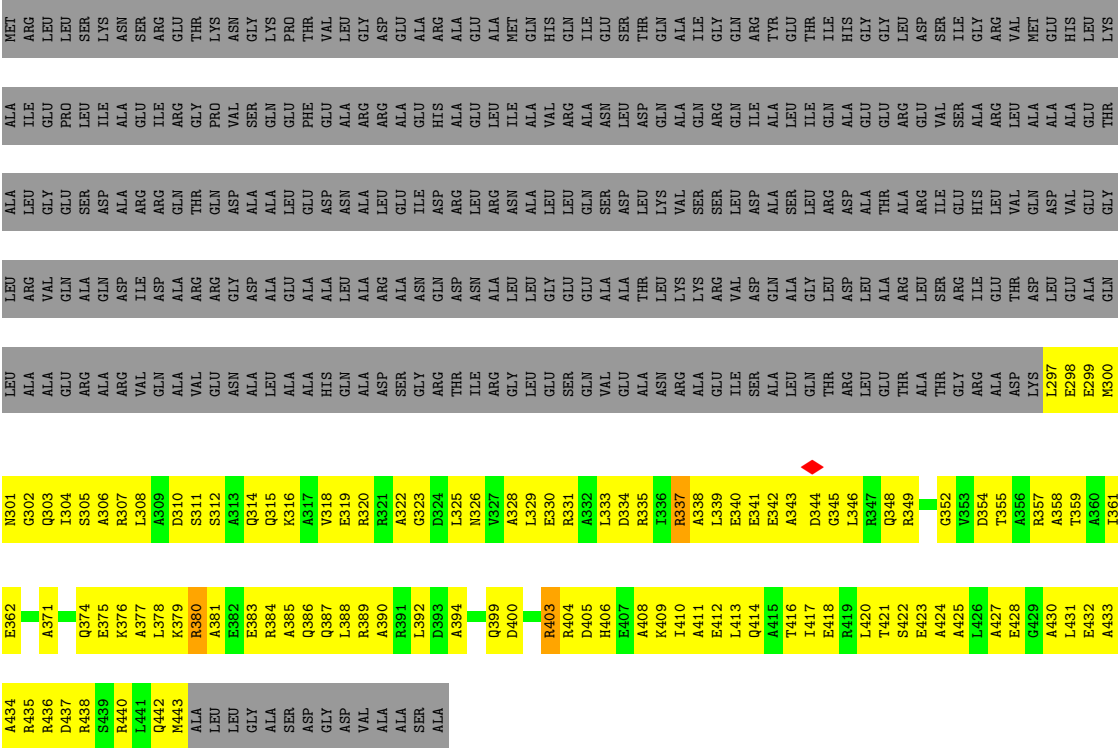 MET ARG LEU LEU SER LYS ASN SER ARG GLU THR LYS ASN GLY LYS PRO THR VAL LEU GLY ASP GLU ALA ARG ALA GLU ALA MET GLN HIS GLN ILE GLU SER THR GLN ALA ILE GLY GLN ARG TYR GLU THR ILE HIS GLY GLY LEU ASP SER ILE GLY ARG VAL MET GLU HIS LEU LYS
ALA ILE GLU PRO LEU ILE ALA GLU ILE ARG GLY PRO VAL SER GLN GLU PHE GLU ALA ARG ARG ALA GLU HIS ALA GLU LEU ILE ALA VAL ARG ALA ASN LEU ASP GLN ALA GLN ARG GLN ILE ALA LEU ILE GLN ALA GLU GLU ARG GLU VAL SER ALA ARG LEU ALA ALA ALA GLU THR
ALA LEU GLY GLU SER ASP ALA ARG ARG GLN THR GLN ASP ALA ALA LEU GLU ASP ASN ALA LEU GLU ILE ASP ARG LEU ARG ASN ALA LEU LEU GLN SER ASP LEU LYS VAL SER SER LEU ASP ALA SER LEU ARG ASP ALA THR ALA ARG ILE GLU HIS LEU VAL GLN ASP VAL GLU GLY
LEU ARG VAL GLN ALA GLN ASP ILE ASP ALA ARG ARG GLY ASP ALA GLU ALA ALA LEU ALA ARG ALA ASN GLN ASP ASN ALA LEU LEU GLY GLU GLU ALA ALA THR LEU LYS LYS ARG VAL ASP GLN ALA GLY LEU ASP LEU ALA ARG LEU SER ARG ILE GLU THR ASP LEU GLU ALA GLN
LEU ALA ALA GLU ARG ALA ARG VAL GLN ALA VAL GLU ASN ALA LEU ALA ALA HIS GLN ALA ASP SER GLY ARG THR ILE ARG GLY LEU GLU SER GLN VAL GLU ALA ASN ARG ALA GLU ILE SER ALA LEU GLN THR ARG LEU GLU THR ALA THR GLY ARG ALA ASP LYS L297 E298 E299 M300
N301 G302 Q303 I304 S305 A306 R307 L308 A309 D310 S311 S312 A313 Q314 Q315 K316 A317 V318 E319 R320 R321 A322 G323 D324 L325 N326 V327 A328 L329 E330 R331 A332 L333 D334 R335 I336 R337 A338 L339 E340 E341 E342 A343 D344 G345 L346 R347 Q348 R349 G352 V353 D354 T355 A356 R357 A358 T359 A360 I361
E362 A371 Q374 E375 K376 A377 L378 K379 R380 A381 E382 E383 R384 A385 Q386 Q387 L388 R389 A390 R391 L392 D393 A394 Q399 D400 R403 R404 D405 H406 E407 A408 K409 I410 A411 E412 L413 Q414 A415 T416 I417 E418 R419 L420 T421 S422 E423 A424 A425 L426 A427 E428 G429 A430 L431 E432 A433
A434 R435 R436 D437 R438 S439 R440 L441 Q442 M443 ALA LEU LEU GLY ALA SER ASP GLY ASP VAL ALA ALA SER ALA